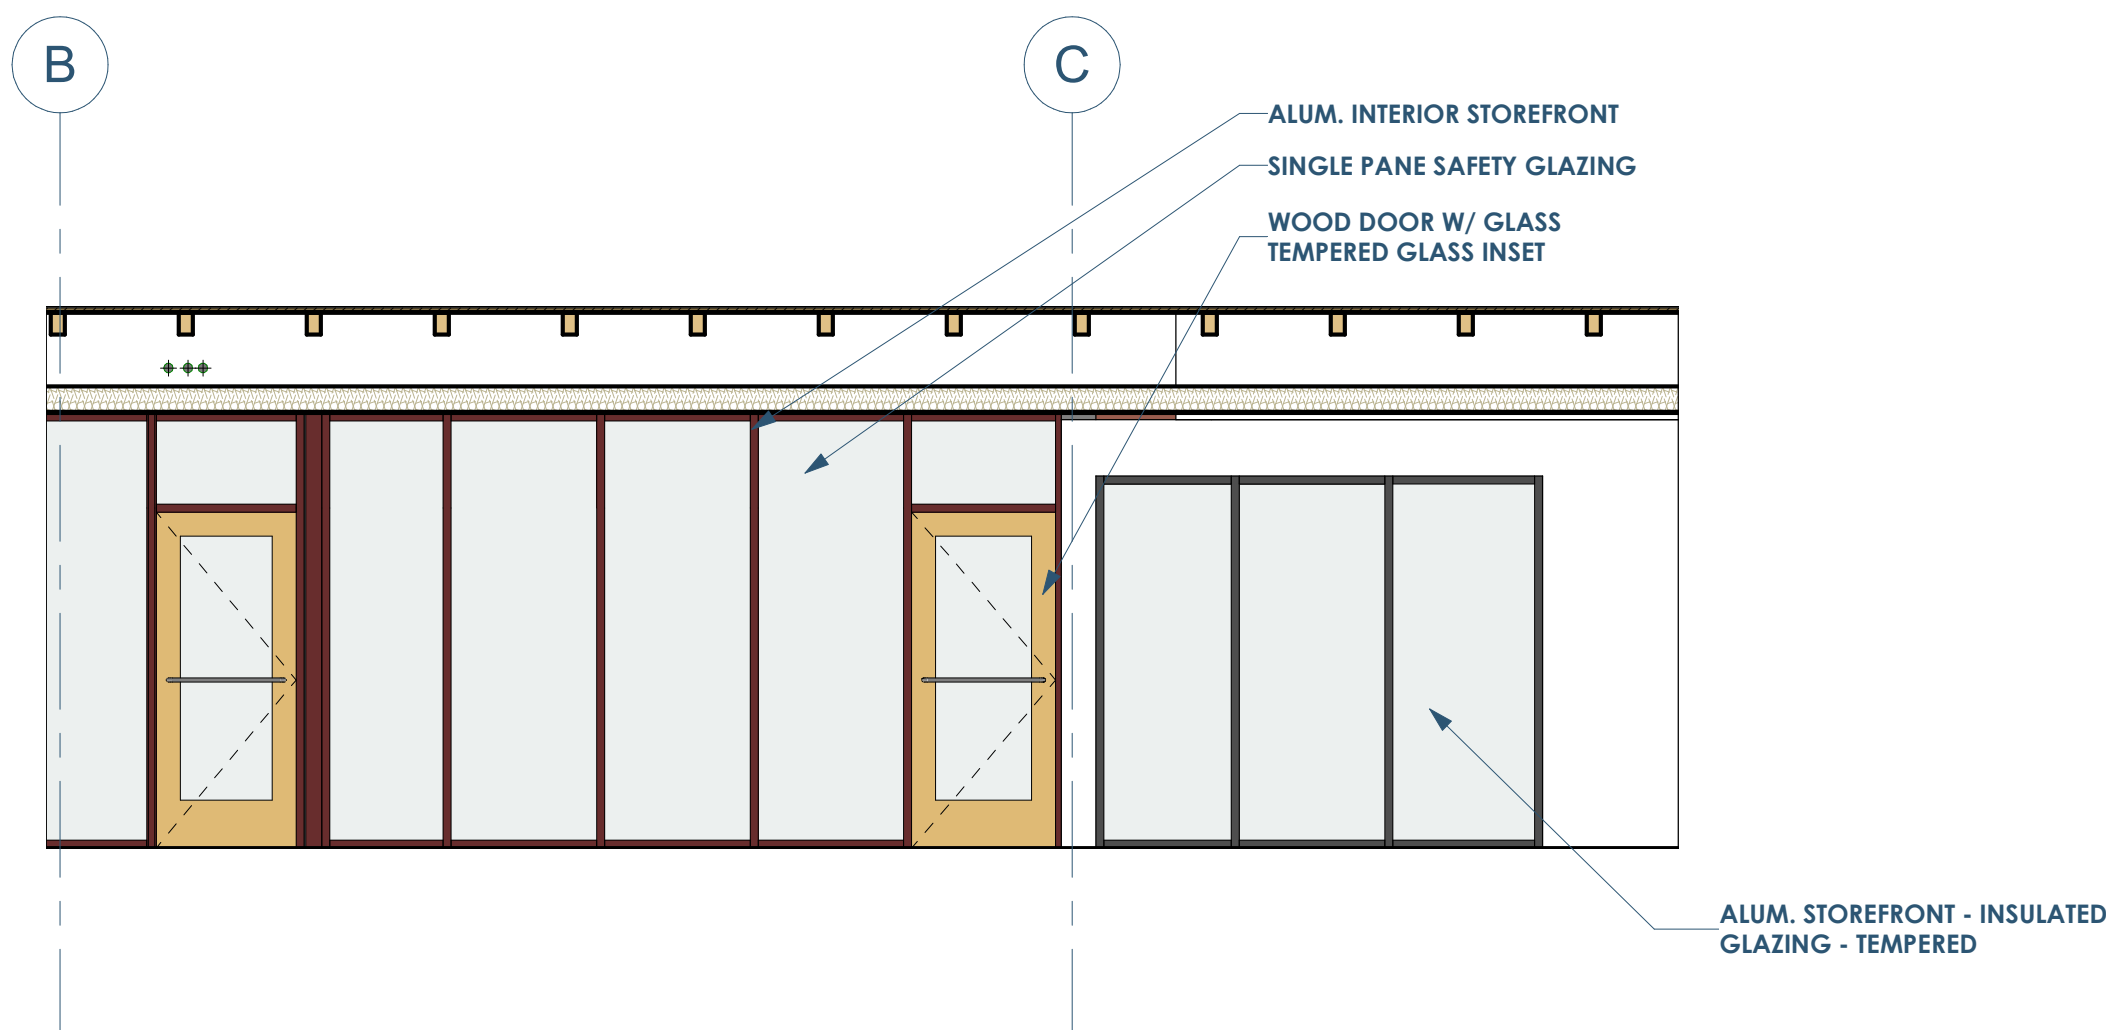 B
C
ALUM. INTERIOR STOREFRONT
SINGLE PANE SAFETY GLAZING
WOOD DOOR W/ GLASS
TEMPERED GLASS INSET
ALUM. STOREFRONT - INSULATED
GLAZING - TEMPERED